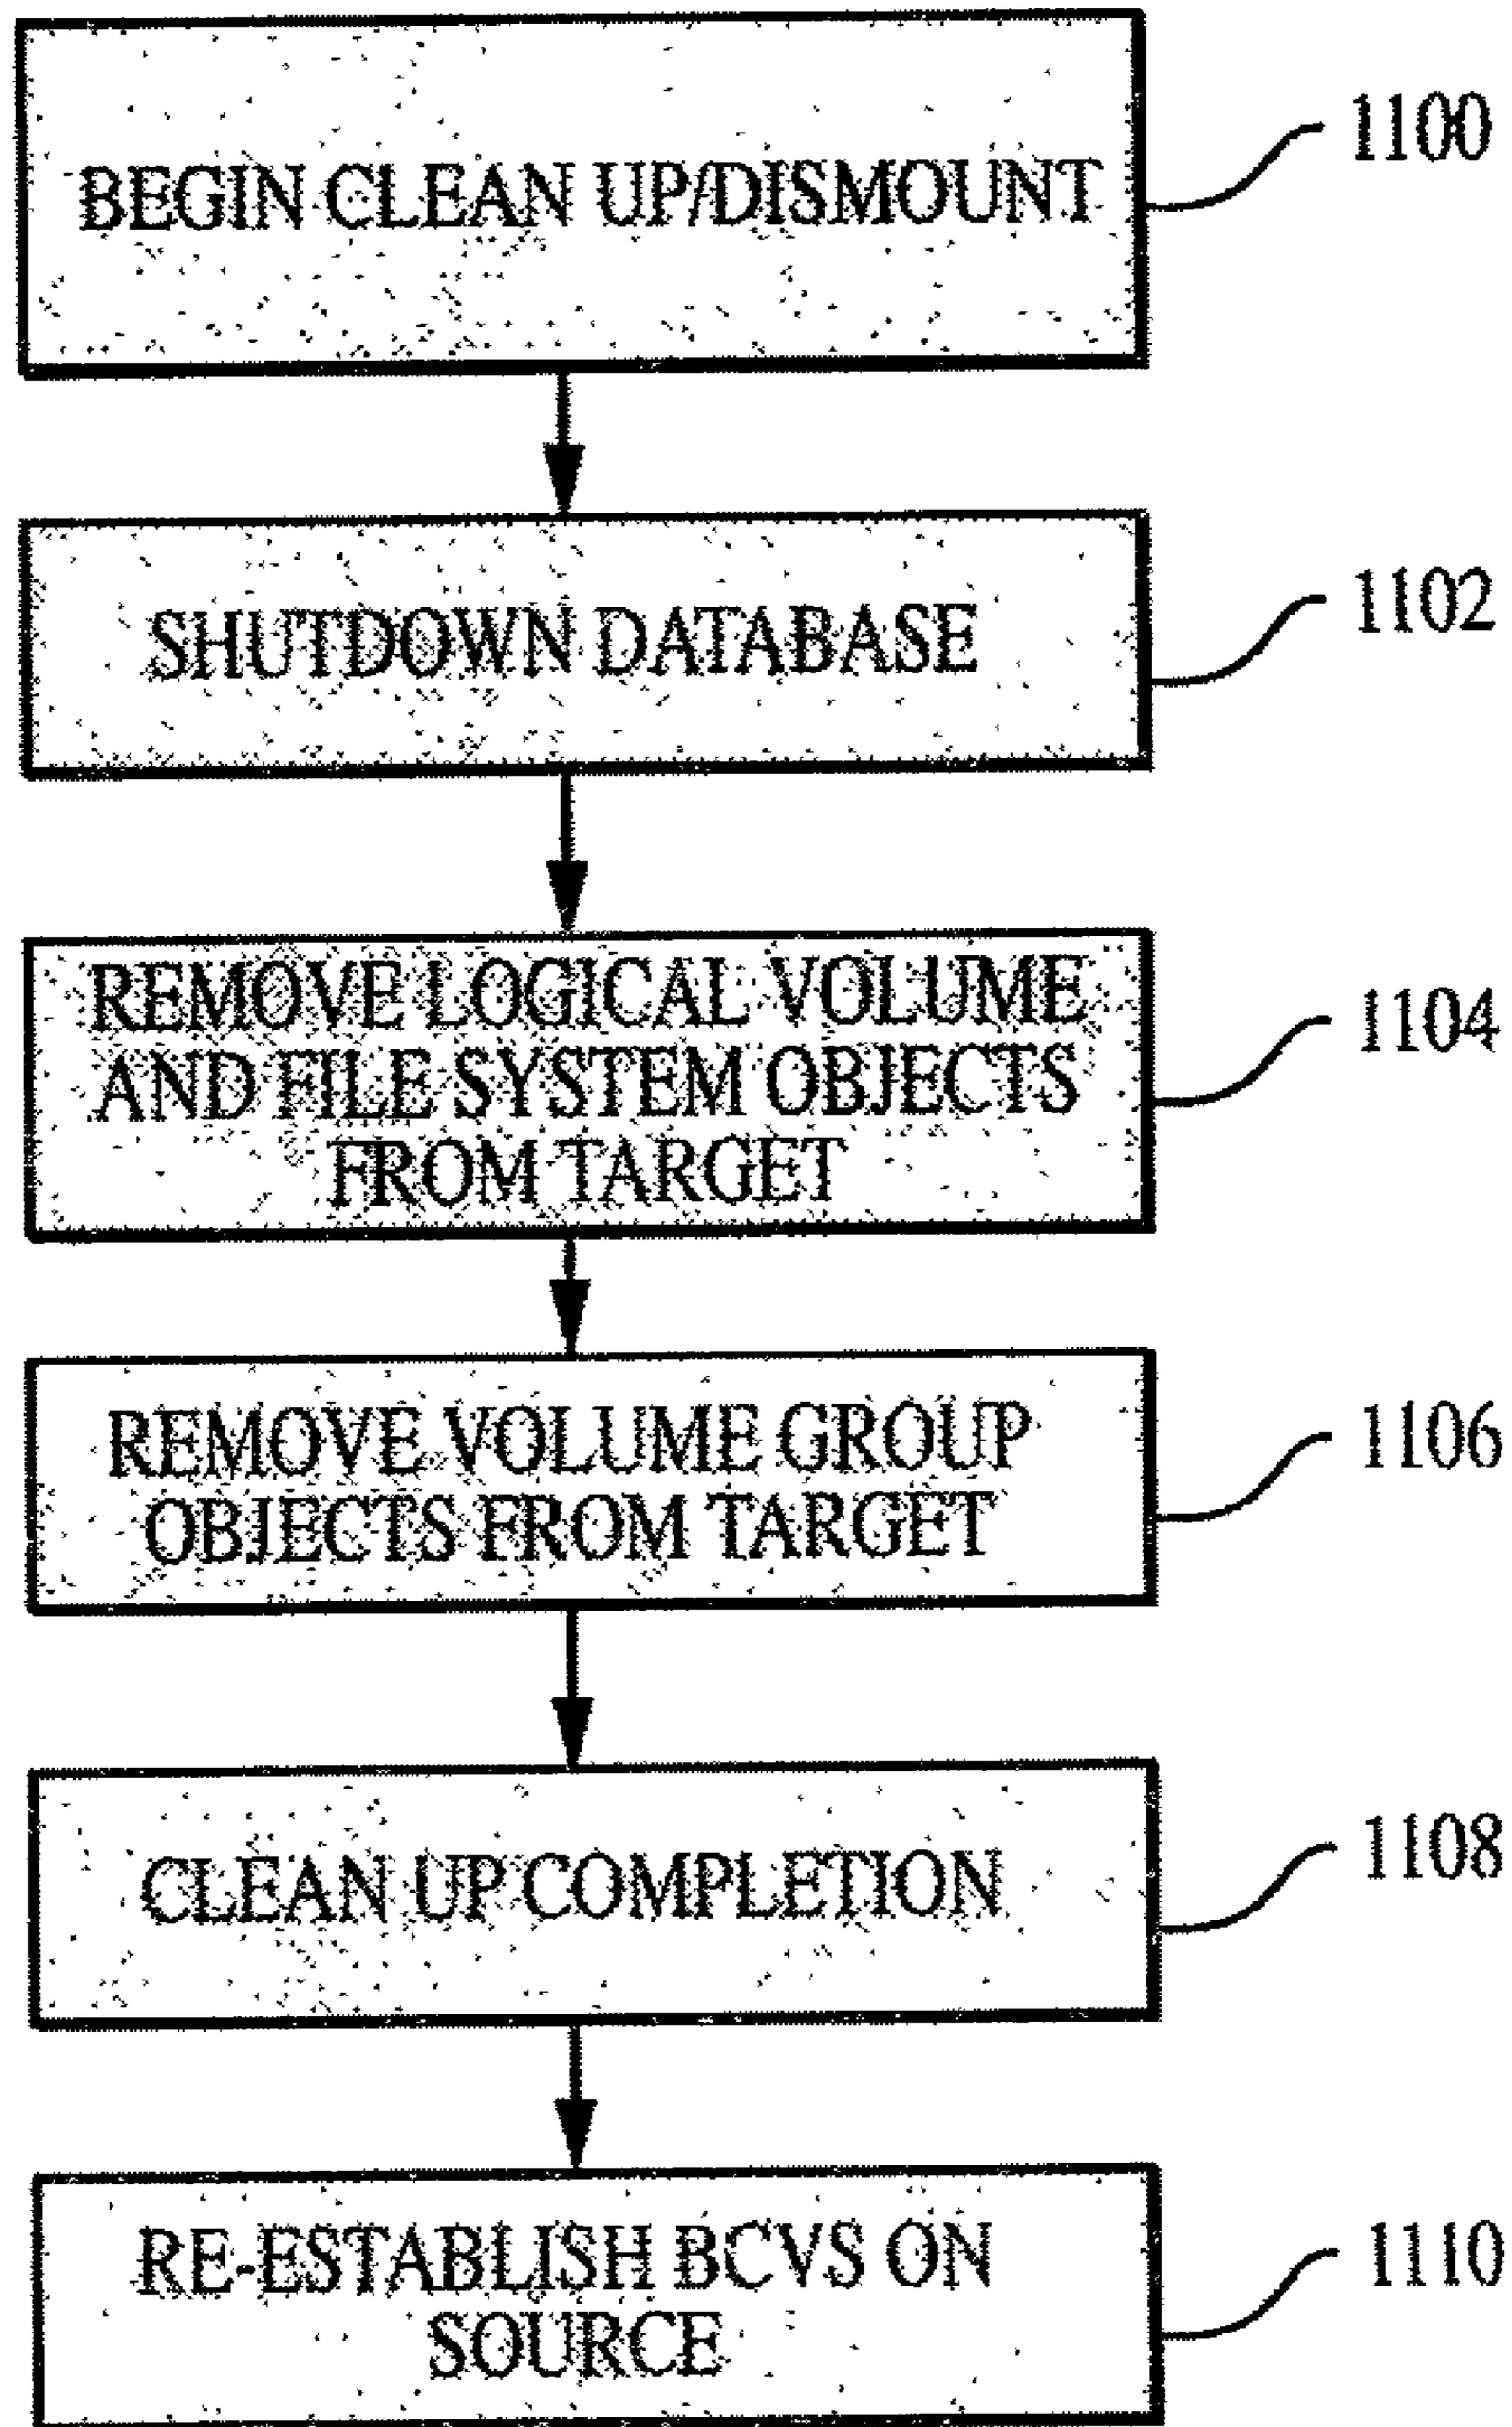 BEGIN CLEAN UP/DISMOUNT
1100
SHUTDOWN DATABASE
1102
REMOVE LOGICAL VOLUME
AND FILE SYSTEM OBJECTS
FROM TARGET
1104
REMOVE VOLUME GROUP
OBJECTS FROM TARGET
1106
CLEAN UP COMPLETION
1108
RE-ESTABLISH BCVS ON
SOURCE
1110